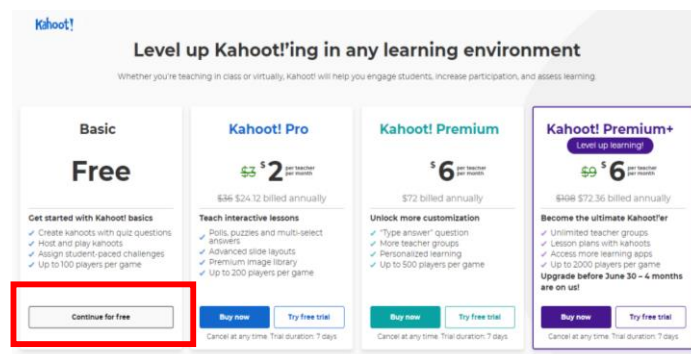 Kahoot!
Level up Kahoot!'ing in any learning environment
Whether you're teaching in class or virtually, Kahoot! will help you engage students, increase participation, and assess learning.
Basic
Free
Get started with Kahoot! basics
✓ Create kahoots with quiz questions
✓ Host and play kahoots
✓ Assign student-paced challenges
✓ Up to 100 players per game
Continue for free
Kahoot! Pro
$3 $2 per teacher per month
$36 $24.12 billed annually
Teach interactive lessons
✓ Polls, puzzles and multi-select
answers
✓ Advanced slide layouts
✓ Premium image library
✓ Up to 200 players per game
Buy now
Try free trial
Cancel at any time. Trial duration: 7 days
Kahoot! Premium
$6 per teacher per month
$72 billed annually
Unlock more customization
✓ "Type answer" question
✓ More teacher groups
✓ Personalized learning
✓ Up to 500 players per game
Buy now
Try free trial
Cancel at any time. Trial duration: 7 days
Kahoot! Premium+
Level up learning!
$9 $6 per teacher per month
$108 $72.36 billed annually
Become the ultimate Kahoot!'er
✓ Unlimited teacher groups
✓ Lesson plans with kahoots
✓ Access more learning apps
✓ Up to 2000 players per game
Upgrade before June 30 – 4 months
are on us!
Buy now
Try free trial
Cancel at any time. Trial duration: 7 days